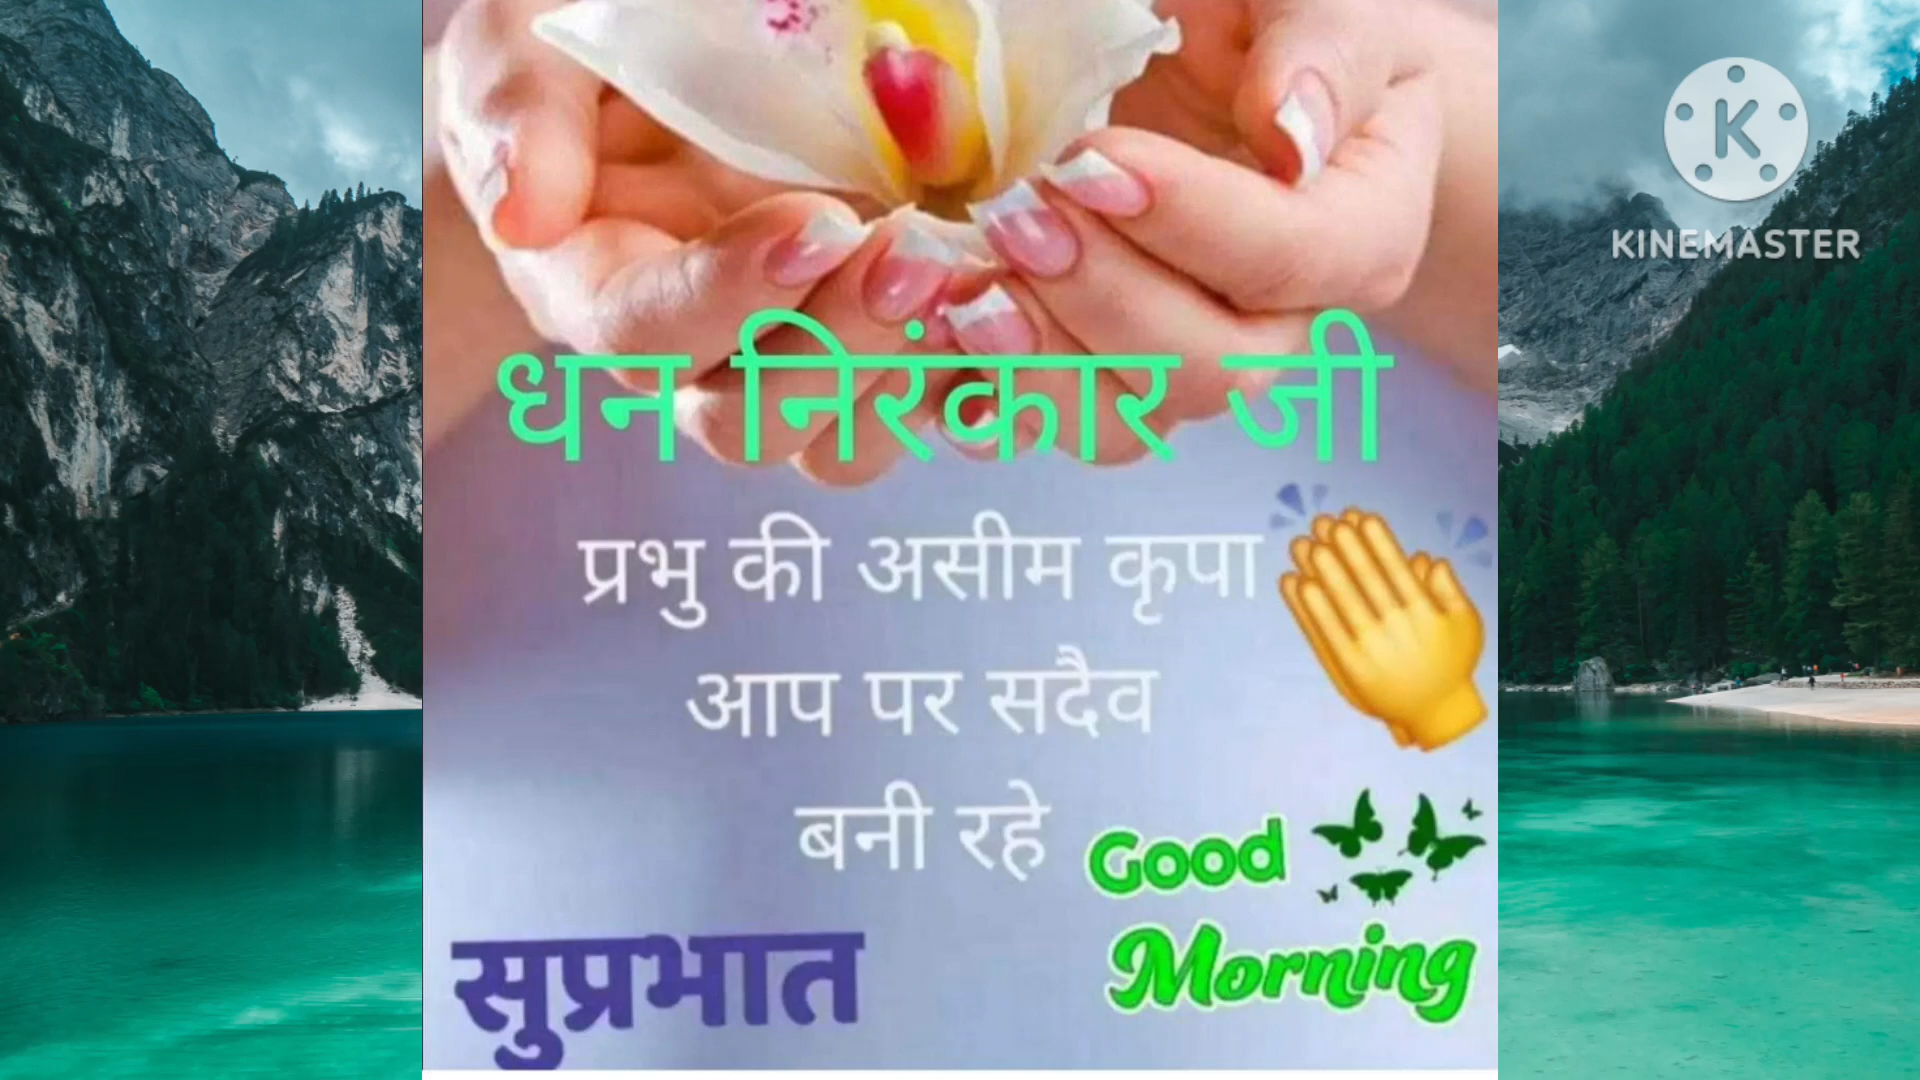 K
KINEMASTER
धन निरंकार जी
प्रभु की असीम कृपा
आप पर सदैव
बनी रहे
Good
Morning
सुप्रभात